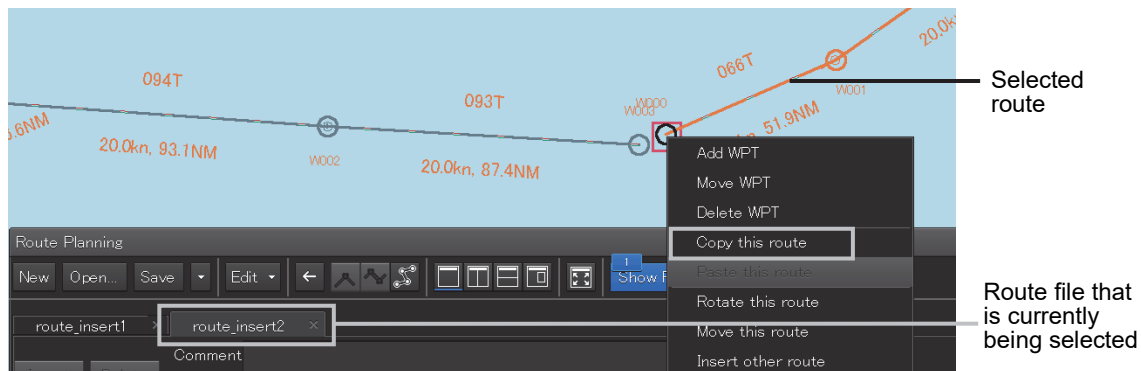 094T
093T
066T
20.0k
W000
W003
W001
5.6NM
20.0kn, 93.1NM
W002
20.0kn, 87.4NM
kn, 51.9NM
Selected
route
Add WPT
Move WPT
Delete WPT
Copy this route
Paste this route
Rotate this route
Move this route
Insert other route
Route Planning
New Open... Save Edit
1
Show
route_insert1 × route_insert2 ×
Comment
Route file that
is currently
being selected